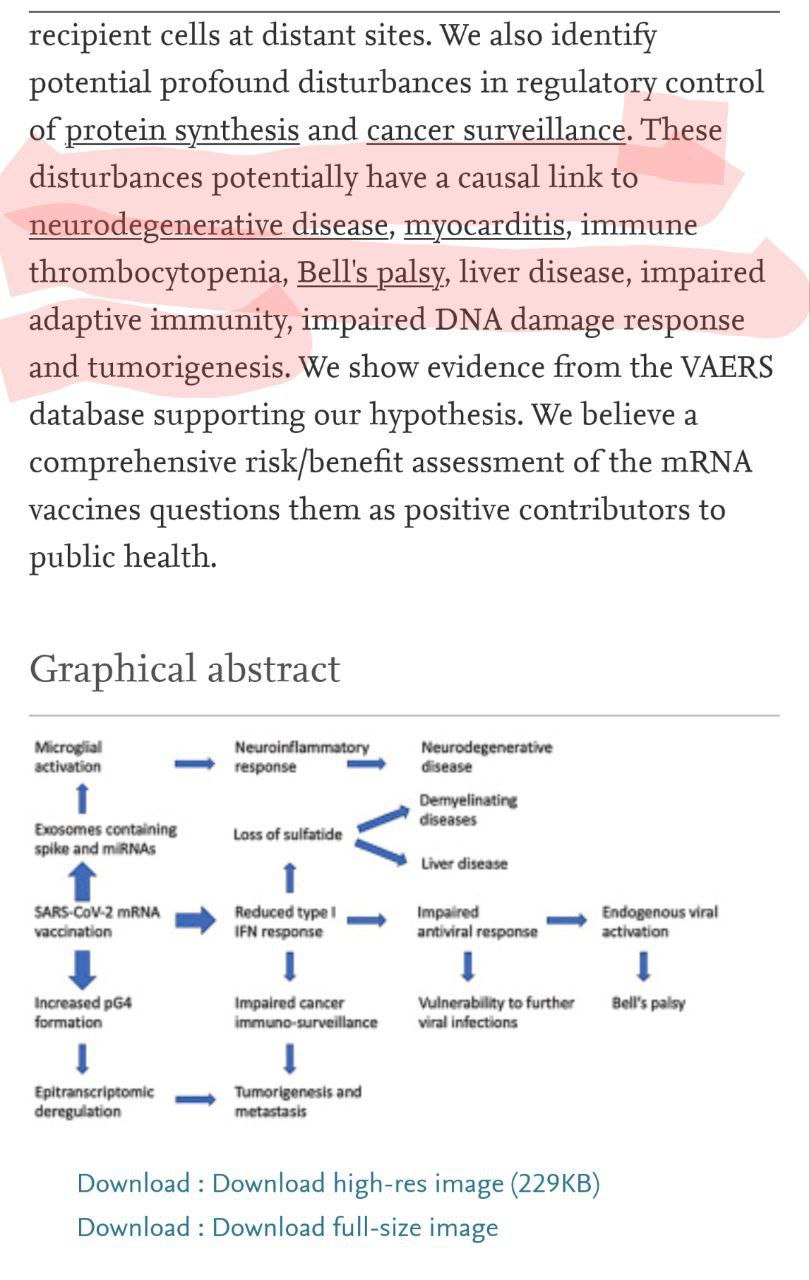 recipient cells at distant sites. We also identify
potential profound disturbances in regulatory control
of protein synthesis and cancer surveillance. These
disturbances potentially have a causal link to
neurodegenerative disease, myocarditis, immune
thrombocytopenia, Bell's palsy, liver disease, impaired
adaptive immunity, impaired DNA damage response
and tumorigenesis. We show evidence from the VAERS
database supporting our hypothesis. We believe a
comprehensive risk/benefit assessment of the mRNA
vaccines questions them as positive contributors to
public health.
Graphical abstract
Microglial
activation
Neuroinflammatory
response
Neurodegenerative
disease
Exosomes containing
spike and miRNAs
Loss of sulfatide
Demyelinating
diseases
Liver disease
SARS-CoV-2 mRNA
vaccination
Reduced type I
IFN response
Impaired
antiviral response
Endogenous viral
activation
Increased pG4
formation
Impaired cancer
immuno-surveillance
Vulnerability to further
viral infections
Bell's palsy
Epitranscriptomic
deregulation
Tumorigenesis and
metastasis
Download : Download high-res image (229KB)
Download : Download full-size image